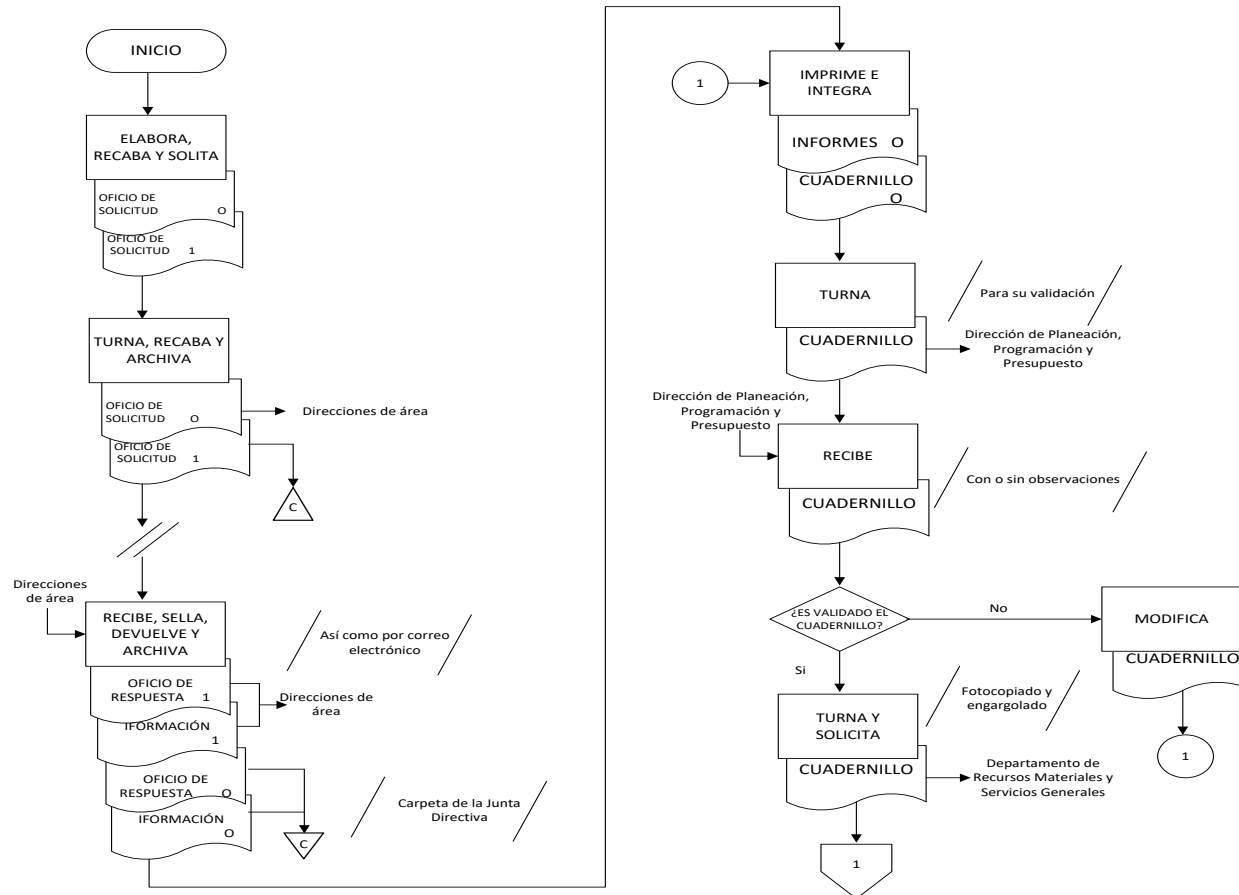 INICIO
ELABORA,
RECABA Y SOLITA
OFICIO DE
SOLICITUD O
OFICIO DE
SOLICITUD 1
TURNA, RECABA Y
ARCHIVA
OFICIO DE
SOLICITUD O
Direcciones de área
OFICIO DE
SOLICITUD 1
C
Direcciones
de área
RECIBE, SELLA,
DEVUELVE Y
ARCHIVA
Así como por correo
electrónico
OFICIO DE
RESPUESTA 1
IFORMACIÓN
1
Direcciones de
área
OFICIO DE
RESPUESTA O
IFORMACIÓN
O
C
Carpeta de la Junta
Directiva
1
IMPRIME E
INTEGRA
INFORMES O
CUADERNILLO
O
TURNA
Para su validación
CUADERNILLO
Dirección de Planeación,
Programación y
Presupuesto
Dirección de Planeación,
Programación y
Presupuesto
RECIBE
Con o sin observaciones
CUADERNILLO
¿ES VALIDADO EL
CUADERNILLO?
No
MODIFICA
CUADERNILLO
1
Si
TURNA Y
SOLICITA
Fotocopiado y
engargolado
CUADERNILLO
Departamento de
Recursos Materiales y
Servicios Generales
1